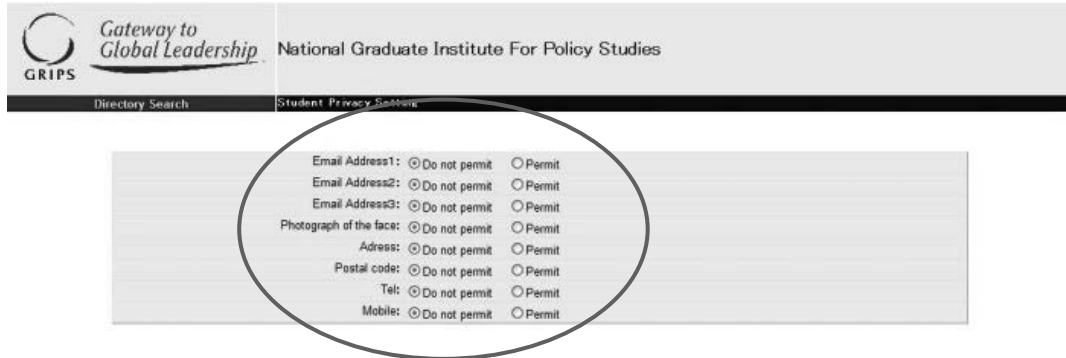 Gateway to
Global Leadership
GRIPS
National Graduate Institute For Policy Studies
Directory Search
Student Privacy Setting
Email Address1: Do not permit Permit
Email Address2: Do not permit Permit
Email Address3: Do not permit Permit
Photograph of the face: Do not permit Permit
Adress: Do not permit Permit
Postal code: Do not permit Permit
Tel: Do not permit Permit
Mobile: Do not permit Permit